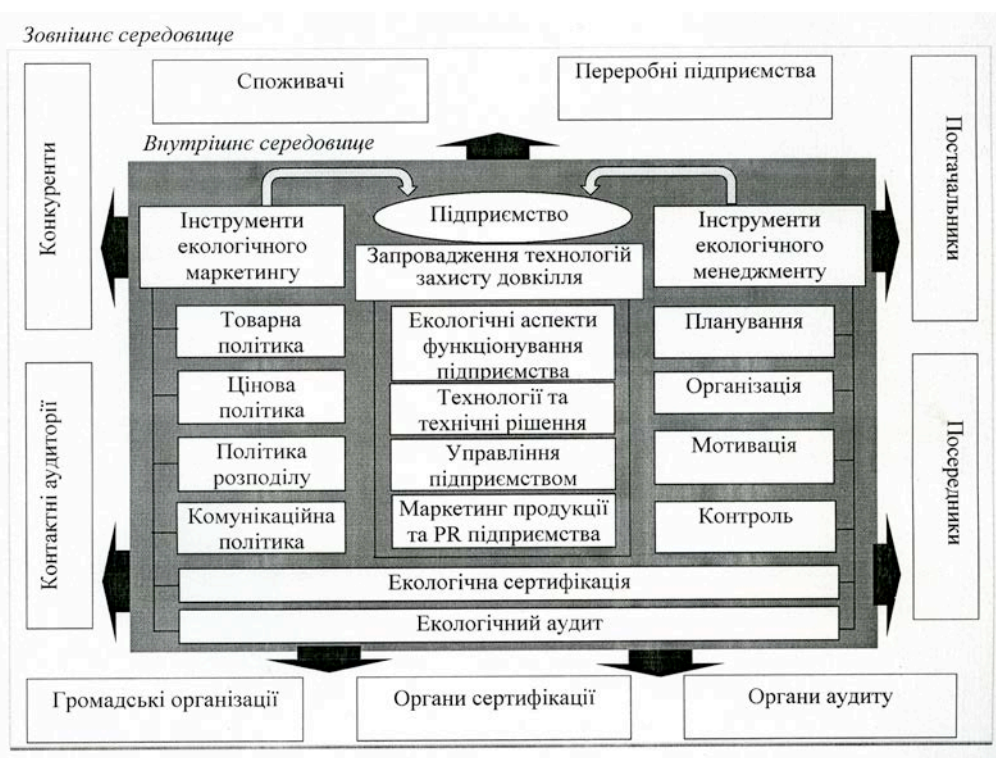 Зовнішнє середовище
Споживачі
Переробні підприємства
Конкуренти
Постачальники
Контактні аудиторії
Посередники
Внутрішнє середовище
Підприємство
Інструменти
екологічного
маркетингу
Товарна
політика
Цінова
політика
Політика
розподілу
Комунікаційна
політика
Запровадження технологій
захисту довкілля
Екологічні аспекти
функціонування
підприємства
Технології та
технічні рішення
Управління
підприємством
Маркетинг продукції
та PR підприємства
Інструменти
екологічного
менеджменту
Планування
Організація
Мотивація
Контроль
Екологічна сертифікація
Екологічний аудит
Громадські організації
Органи сертифікації
Органи аудиту